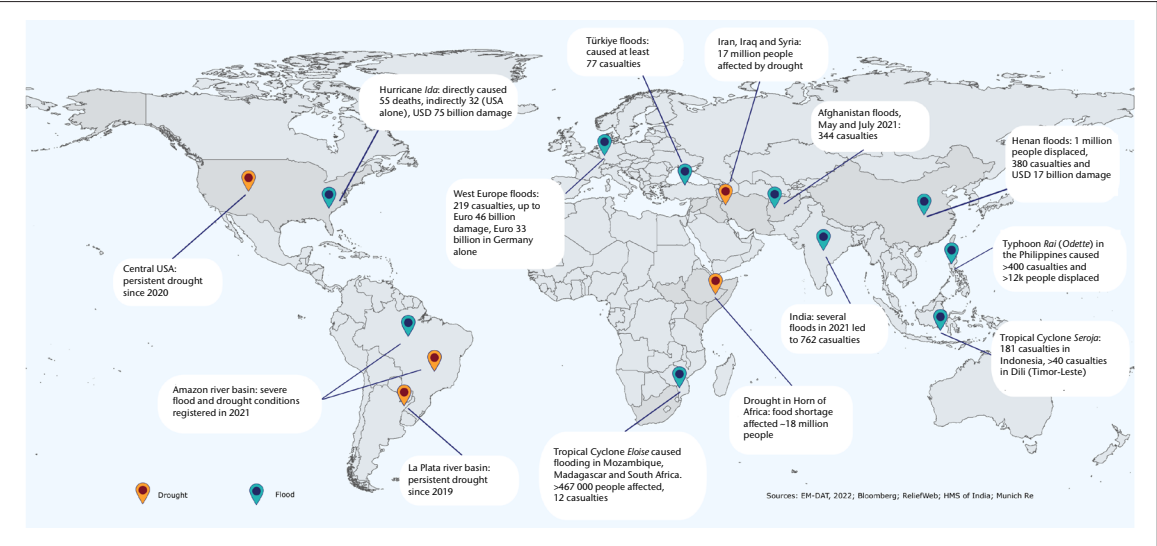 Türkiye floods:
caused at least
77 casualties
Iran, Iraq and Syria:
17 million people
affected by drought
Hurricane Ida: directly caused
55 deaths, indirectly 32 (USA
alone), USD 75 billion damage
Afghanistan floods,
May and July 2021:
344 casualties
Henan floods: 1 million
people displaced,
380 casualties and
USD 17 billion damage
West Europe floods:
219 casualties, up to
Euro 46 billion
damage, Euro 33
billion in Germany
alone
Central USA:
persistent drought
since 2020
Typhoon Rai (Odette) in
the Philippines caused
>400 casualties and
>12k people displaced
India: several
floods in 2021 led
to 762 casualties
Tropical Cyclone Seroja:
181 casualties in
Indonesia, >40 casualties
in Dili (Timor-Leste)
Amazon river basin: severe
flood and drought conditions
registered in 2021
Drought in Horn of
Africa: food shortage
affected ~18 million
people
La Plata river basin:
persistent drought
since 2019
Tropical Cyclone Eloise caused
flooding in Mozambique,
Madagascar and South Africa.
>467 000 people affected,
12 casualties
Drought
Flood
Sources: EM-DAT, 2022; Bloomberg; ReliefWeb; HMS of India; Munich Re